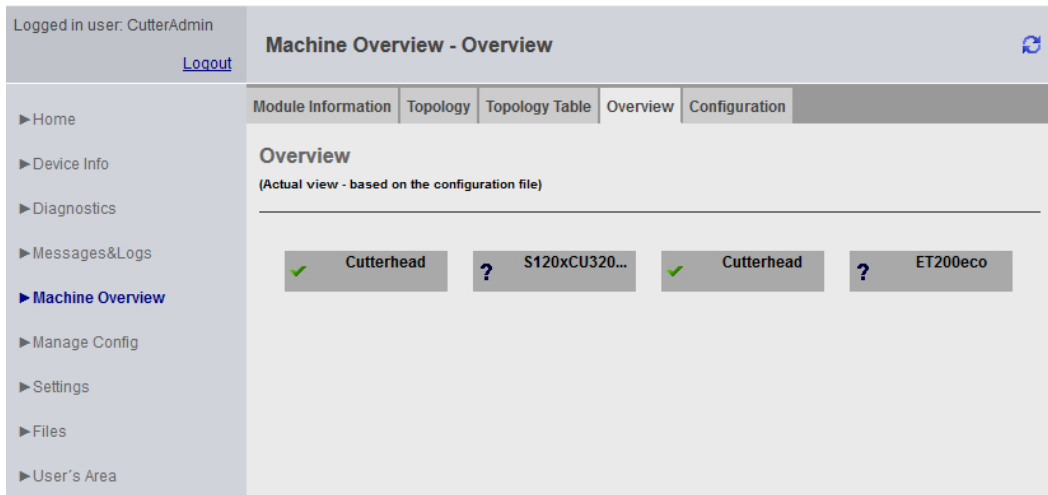 Logged in user: CutterAdmin
Logout
Machine Overview - Overview
Module Information Topology Topology Table Overview Configuration
►Home
►Device Info
►Diagnostics
►Messages&Logs
►Machine Overview
►Manage Config
►Settings
►Files
►User´s Area
Overview
(Actual view - based on the configuration file)
Cutterhead
? S120xCU320...
Cutterhead
? ET200eco